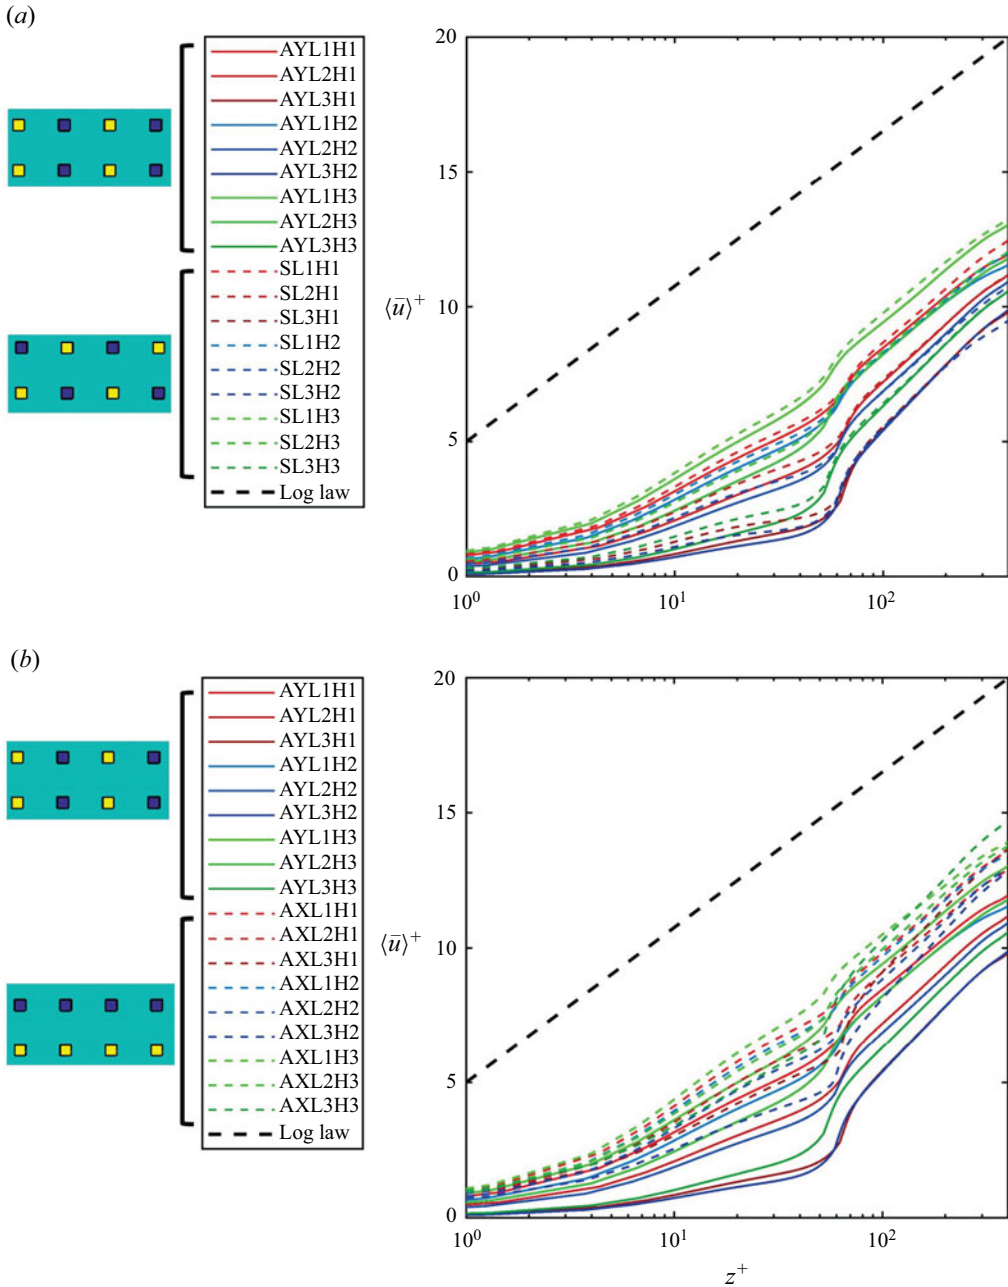 (a)
AYL1H1
AYL2H1
AYL3H1
AYL1H2
AYL2H2
AYL3H2
AYL1H3
AYL2H3
AYL3H3
SL1H1
SL2H1
SL3H1
SL1H2
SL2H2
SL3H2
SL1H3
SL2H3
SL3H3
Log law
⟨ū⟩⁺
20
15
10
5
0
10⁰
10¹
10²
(b)
AYL1H1
AYL2H1
AYL3H1
AYL1H2
AYL2H2
AYL3H2
AYL1H3
AYL2H3
AYL3H3
AXL1H1
AXL2H1
AXL3H1
AXL1H2
AXL2H2
AXL3H2
AXL1H3
AXL2H3
AXL3H3
Log law
⟨ū⟩⁺
20
15
10
5
0
10⁰
10¹
10²
z⁺